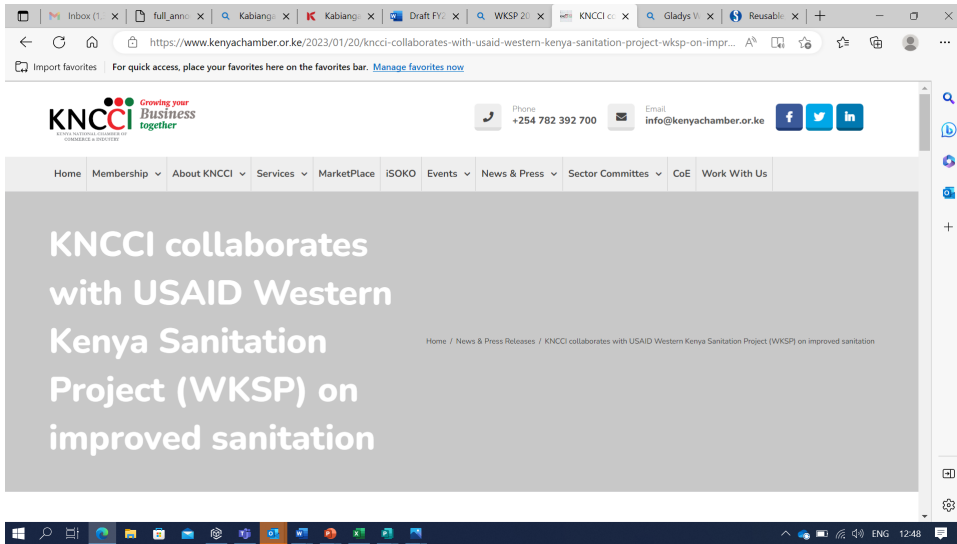 Inbox (1
full_anno
Kabianga
Kabianga
Draft FY2
WKSP 20
KNCCI co
Gladys W
Reusable
https://www.kenyachamber.or.ke/2023/01/20/kncci-collaborates-with-usaid-western-kenya-sanitation-project-wksp-on-impr...
Import favorites
For quick access, place your favorites here on the favorites bar. Manage favorites now
KNCCI
KENYA NATIONAL CHAMBER OF
COMMERCE & INDUSTRY
Growing your
Business
together
Phone
+254 782 392 700
Email
info@kenyachamber.or.ke
Home Membership About KNCCI Services MarketPlace iSOKO Events News & Press Sector Committes CoE Work With Us
KNCCI collaborates
with USAID Western
Kenya Sanitation
Project (WKSP) on
improved sanitation
Home / News & Press Releases / KNCCI collaborates with USAID Western Kenya Sanitation Project (WKSP) on improved sanitation
ENG 12:48